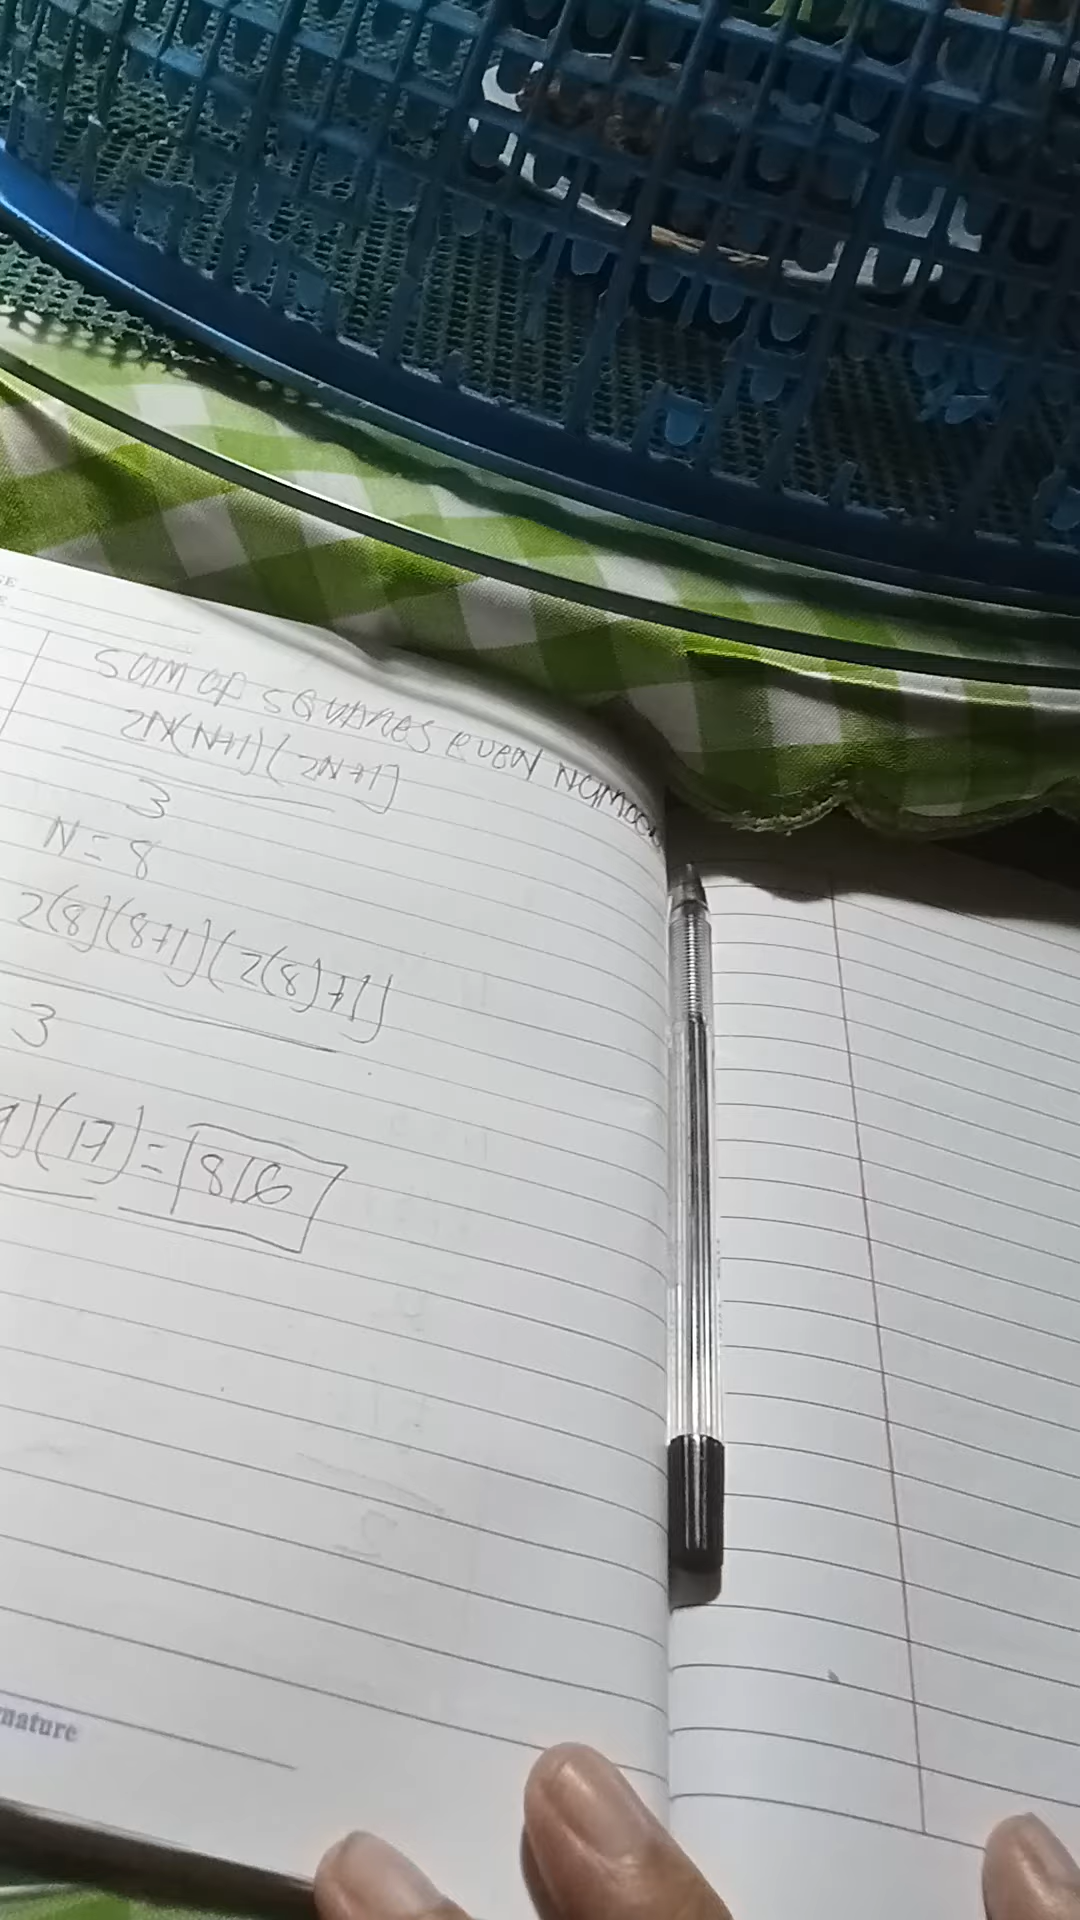 SUM OF SQUARES EVEN NUMBER
2N(N+1)(2N+1)
3
N = 8
2(8)(8+1)(2(8)+1)
3
)(17) = 816
nature